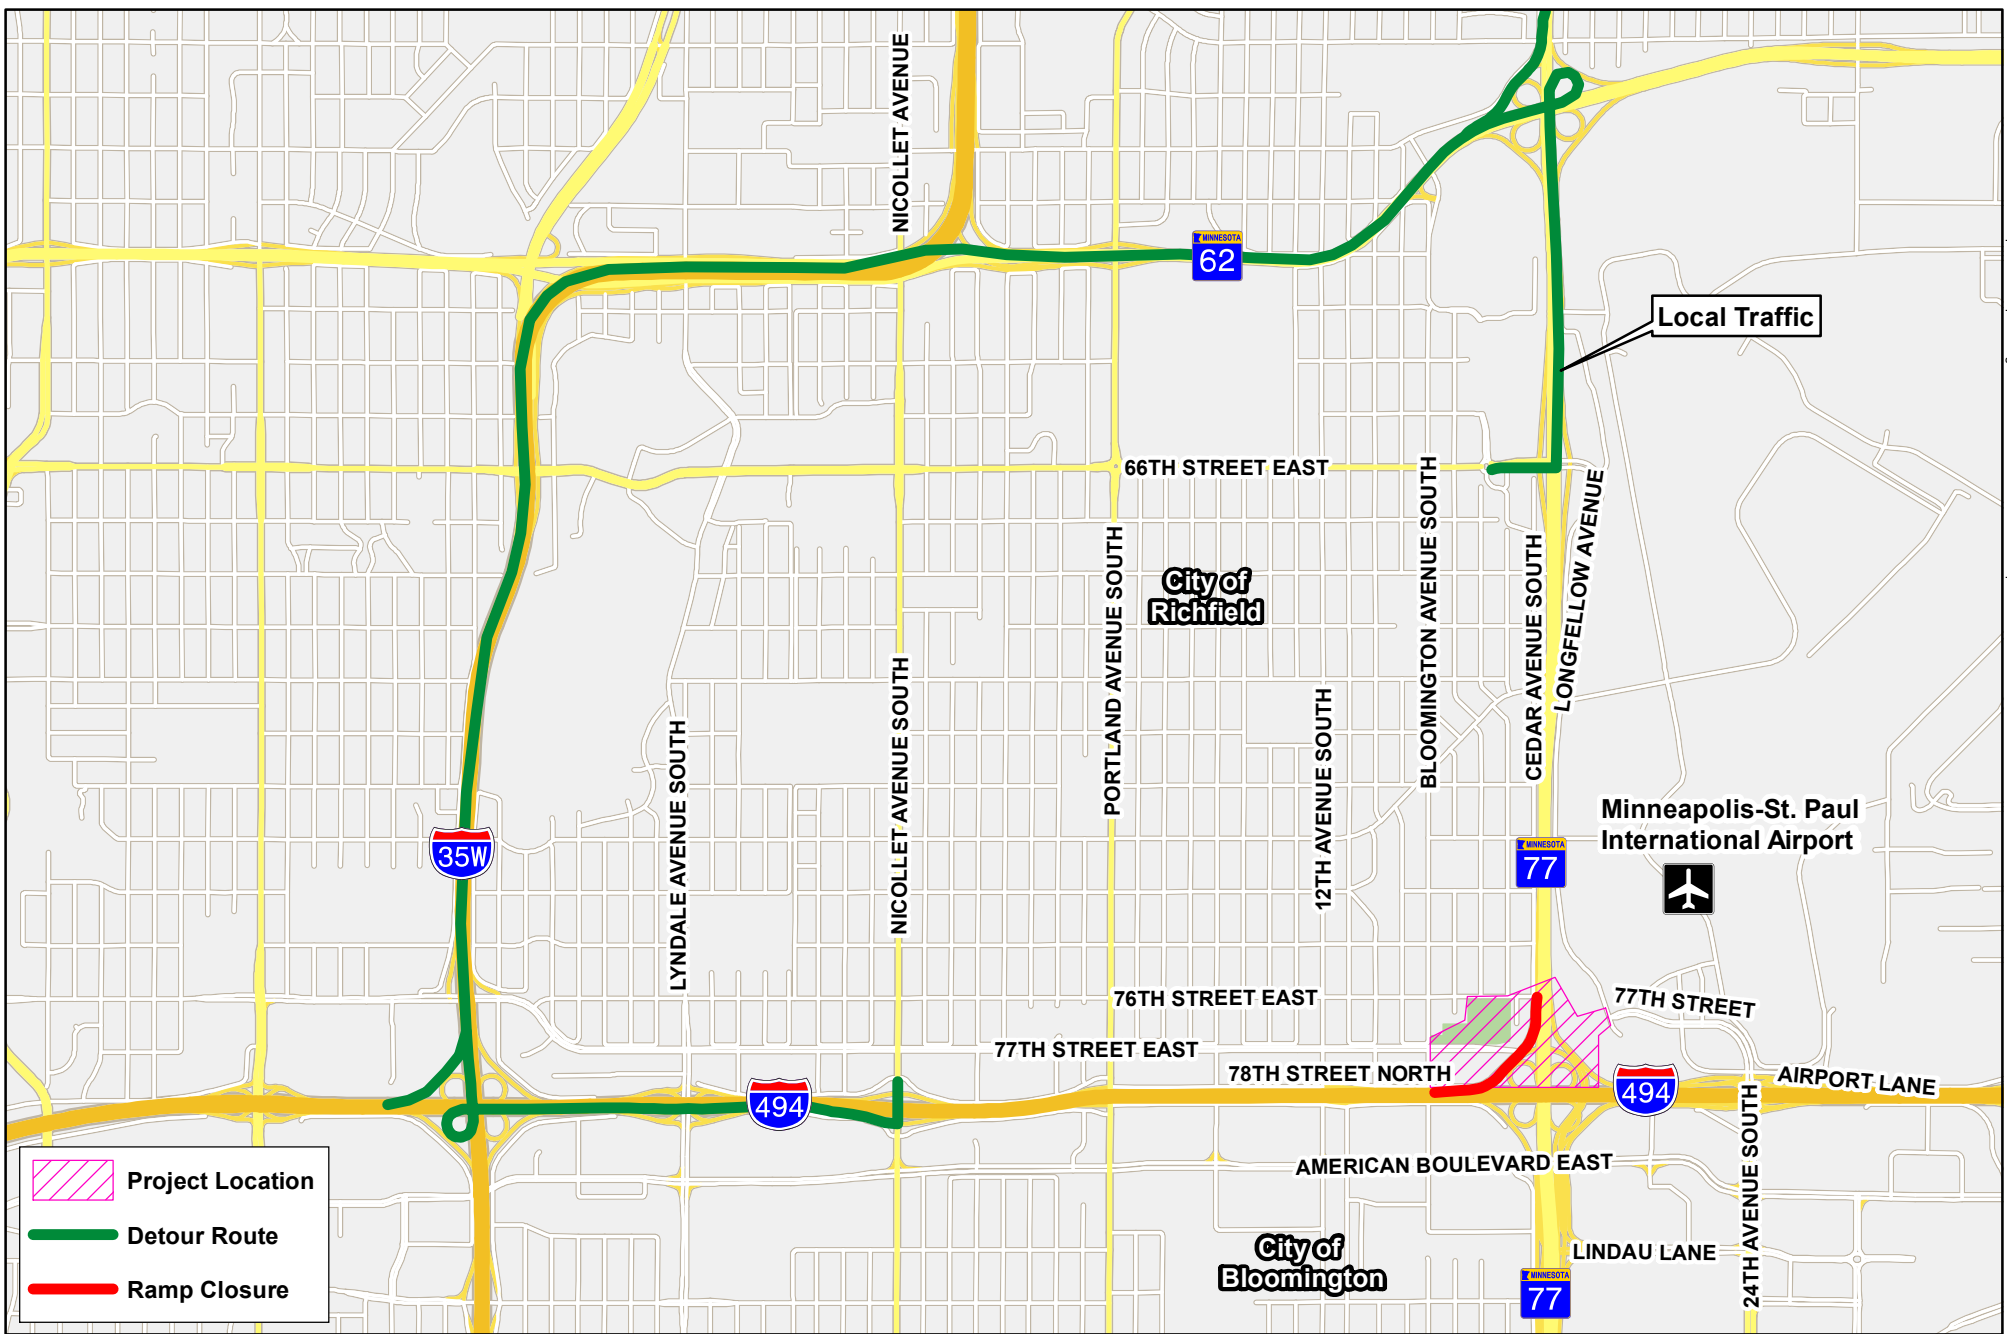 NICOLLET AVENUE
MINNESOTA
62
Local Traffic
66TH STREET EAST
BLOOMINGTON AVENUE SOUTH
LONGFELLOW AVENUE
CEDAR AVENUE SOUTH
PORTLAND AVENUE SOUTH
City of
Richfield
NICOLLET AVENUE SOUTH
LYNDALE AVENUE SOUTH
12TH AVENUE SOUTH
Minneapolis-St. Paul
International Airport
35W
MINNESOTA
77
76TH STREET EAST
77TH STREET
77TH STREET EAST
78TH STREET NORTH
494
494
AIRPORT LANE
24TH AVENUE SOUTH
AMERICAN BOULEVARD EAST
City of
Bloomington
LINDAU LANE
MINNESOTA
77
Project Location
Detour Route
Ramp Closure